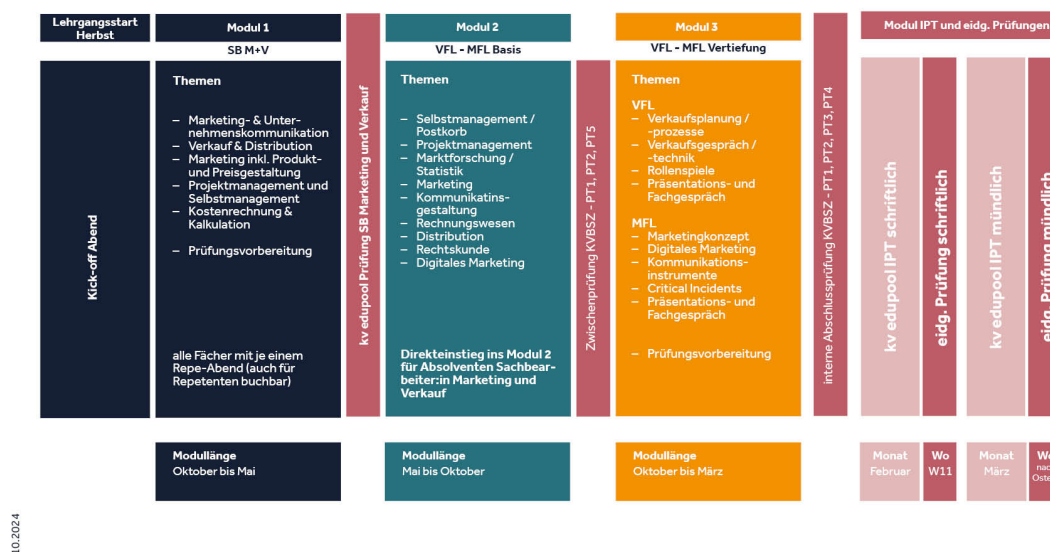 Lehrgangsstart
Herbst
Kick-off Abend
Modul 1
SB M+V
Themen
– Marketing- & Unter-
nehmenskommunikation
– Verkauf & Distribution
– Marketing inkl. Produkt-
und Preisgestaltung
– Projektmanagement und
Selbstmanagement
– Kostenrechnung &
Kalkulation
– Prüfungsvorbereitung
alle Fächer mit je einem
Repe-Abend (auch für
Repetenten buchbar)
Modullänge
Oktober bis Mai
kv edupool Prüfung SB Marketing und Verkauf
Modul 2
VFL - MFL Basis
Themen
– Selbstmanagement /
Postkorb
– Projektmanagement
– Marktforschung /
Statistik
– Marketing
– Kommunikatins-
gestaltung
– Rechnungswesen
– Distribution
– Rechtskunde
– Digitales Marketing
Direkteinstieg ins Modul 2
für Absolventen Sachbear-
beiter:in Marketing und
Verkauf
Modullänge
Mai bis Oktober
Zwischenprüfung KVBSZ - PT1, PT2, PT5
Modul 3
VFL - MFL Vertiefung
Themen
VFL
– Verkaufsplanung /
-prozesse
– Verkaufsgespräch /
-technik
– Rollenspiele
– Präsentations- und
Fachgespräch
MFL
– Marketingkonzept
– Digitales Marketing
– Kommunikations-
instrumente
– Critical Incidents
– Präsentations- und
Fachgespräch
– Prüfungsvorbereitung
Modullänge
Oktober bis März
interne Abschlussprüfung KVBSZ - PT1, PT2, PT3, PT4
Modul IPT und eidg. Prüfungen
kv edupool IPT schriftlich
eidg. Prüfung schriftlich
kv edupool IPT mündlich
eidg. Prüfung mündlich
Monat
Februar
Wo
W11
Monat
März
10.2024